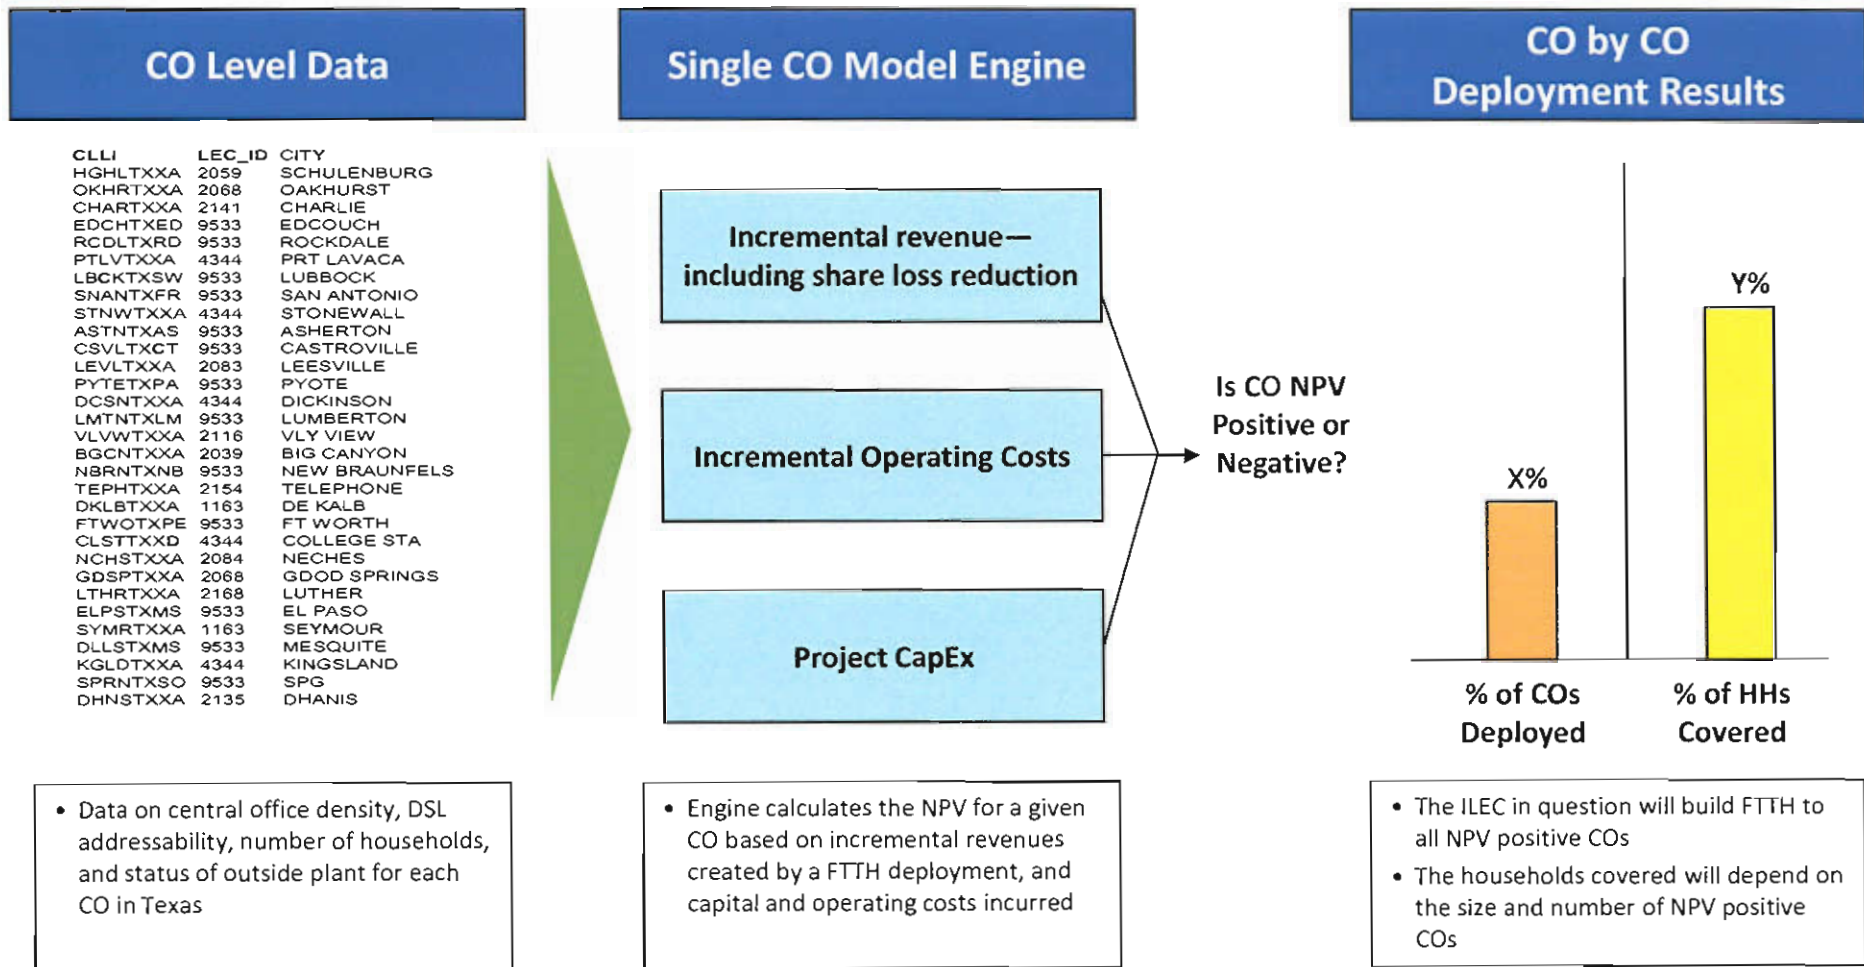 CO Level Data
CLLI LEC_ID CITY
HGHLTXXA 2059 SCHULENBURG
OKHRTXXA 2068 OAKHURST
CHARTXXA 2141 CHARLIE
EDCHTXED 9533 EDCOUCH
RCDLTXRD 9533 ROCKDALE
PTLVTXXA 4344 PRT LAVACA
LBCKTXSW 9533 LUBBOCK
SNANTXFR 9533 SAN ANTONIO
STNWTXXA 4344 STONEWALL
ASTNTXAS 9533 ASHERTON
CSVLTXCT 9533 CASTROVILLE
LEVLTXXA 2083 LEESVILLE
PYTETXPA 9533 PYOTE
DCSNTXXA 4344 DICKINSON
LMTNTXLM 9533 LUMBERTON
VLVWTXXA 2116 VLY VIEW
BGCNTXXA 2039 BIG CANYON
NBRNTXNB 9533 NEW BRAUNFELS
TEPHTXXA 2154 TELEPHONE
DKLBTXXA 1163 DE KALB
FTWOTXPE 9533 FT WORTH
CLSTTXXD 4344 COLLEGE STA
NCHSTXXA 2084 NECHES
GDSPTXXA 2068 GDOD SPRINGS
LTHRTXXA 2168 LUTHER
ELPSTXMS 9533 EL PASO
SYMRTXXA 1163 SEYMOUR
DLLSTXMS 9533 MESQUITE
KGLDTXXA 4344 KINGSLAND
SPRNTXSO 9533 SPG
DHNSTXXA 2135 DHANIS
• Data on central office density, DSL
addressability, number of households,
and status of outside plant for each
CO in Texas
Single CO Model Engine
Incremental revenue—
including share loss reduction
Incremental Operating Costs
Project CapEx
Is CO NPV
Positive or
Negative?
• Engine calculates the NPV for a given
CO based on incremental revenues
created by a FTTH deployment, and
capital and operating costs incurred
CO by CO
Deployment Results
X%
Y%
% of COs
Deployed
% of HHs
Covered
• The ILEC in question will build FTTH to
all NPV positive COs
• The households covered will depend on
the size and number of NPV positive
COs